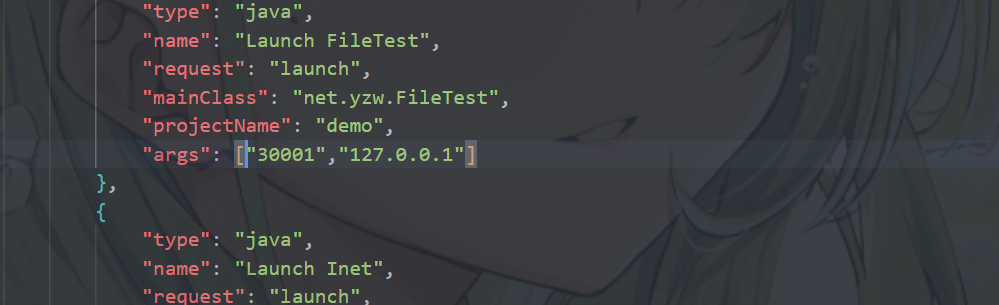 "type": "java",
"name": "Launch FileTest",
"request": "launch",
"mainClass": "net.yzw.FileTest",
"projectName": "demo",
"args": ["30001","127.0.0.1"]
},
{
"type": "java",
"name": "Launch Inet",
"request": "launch",